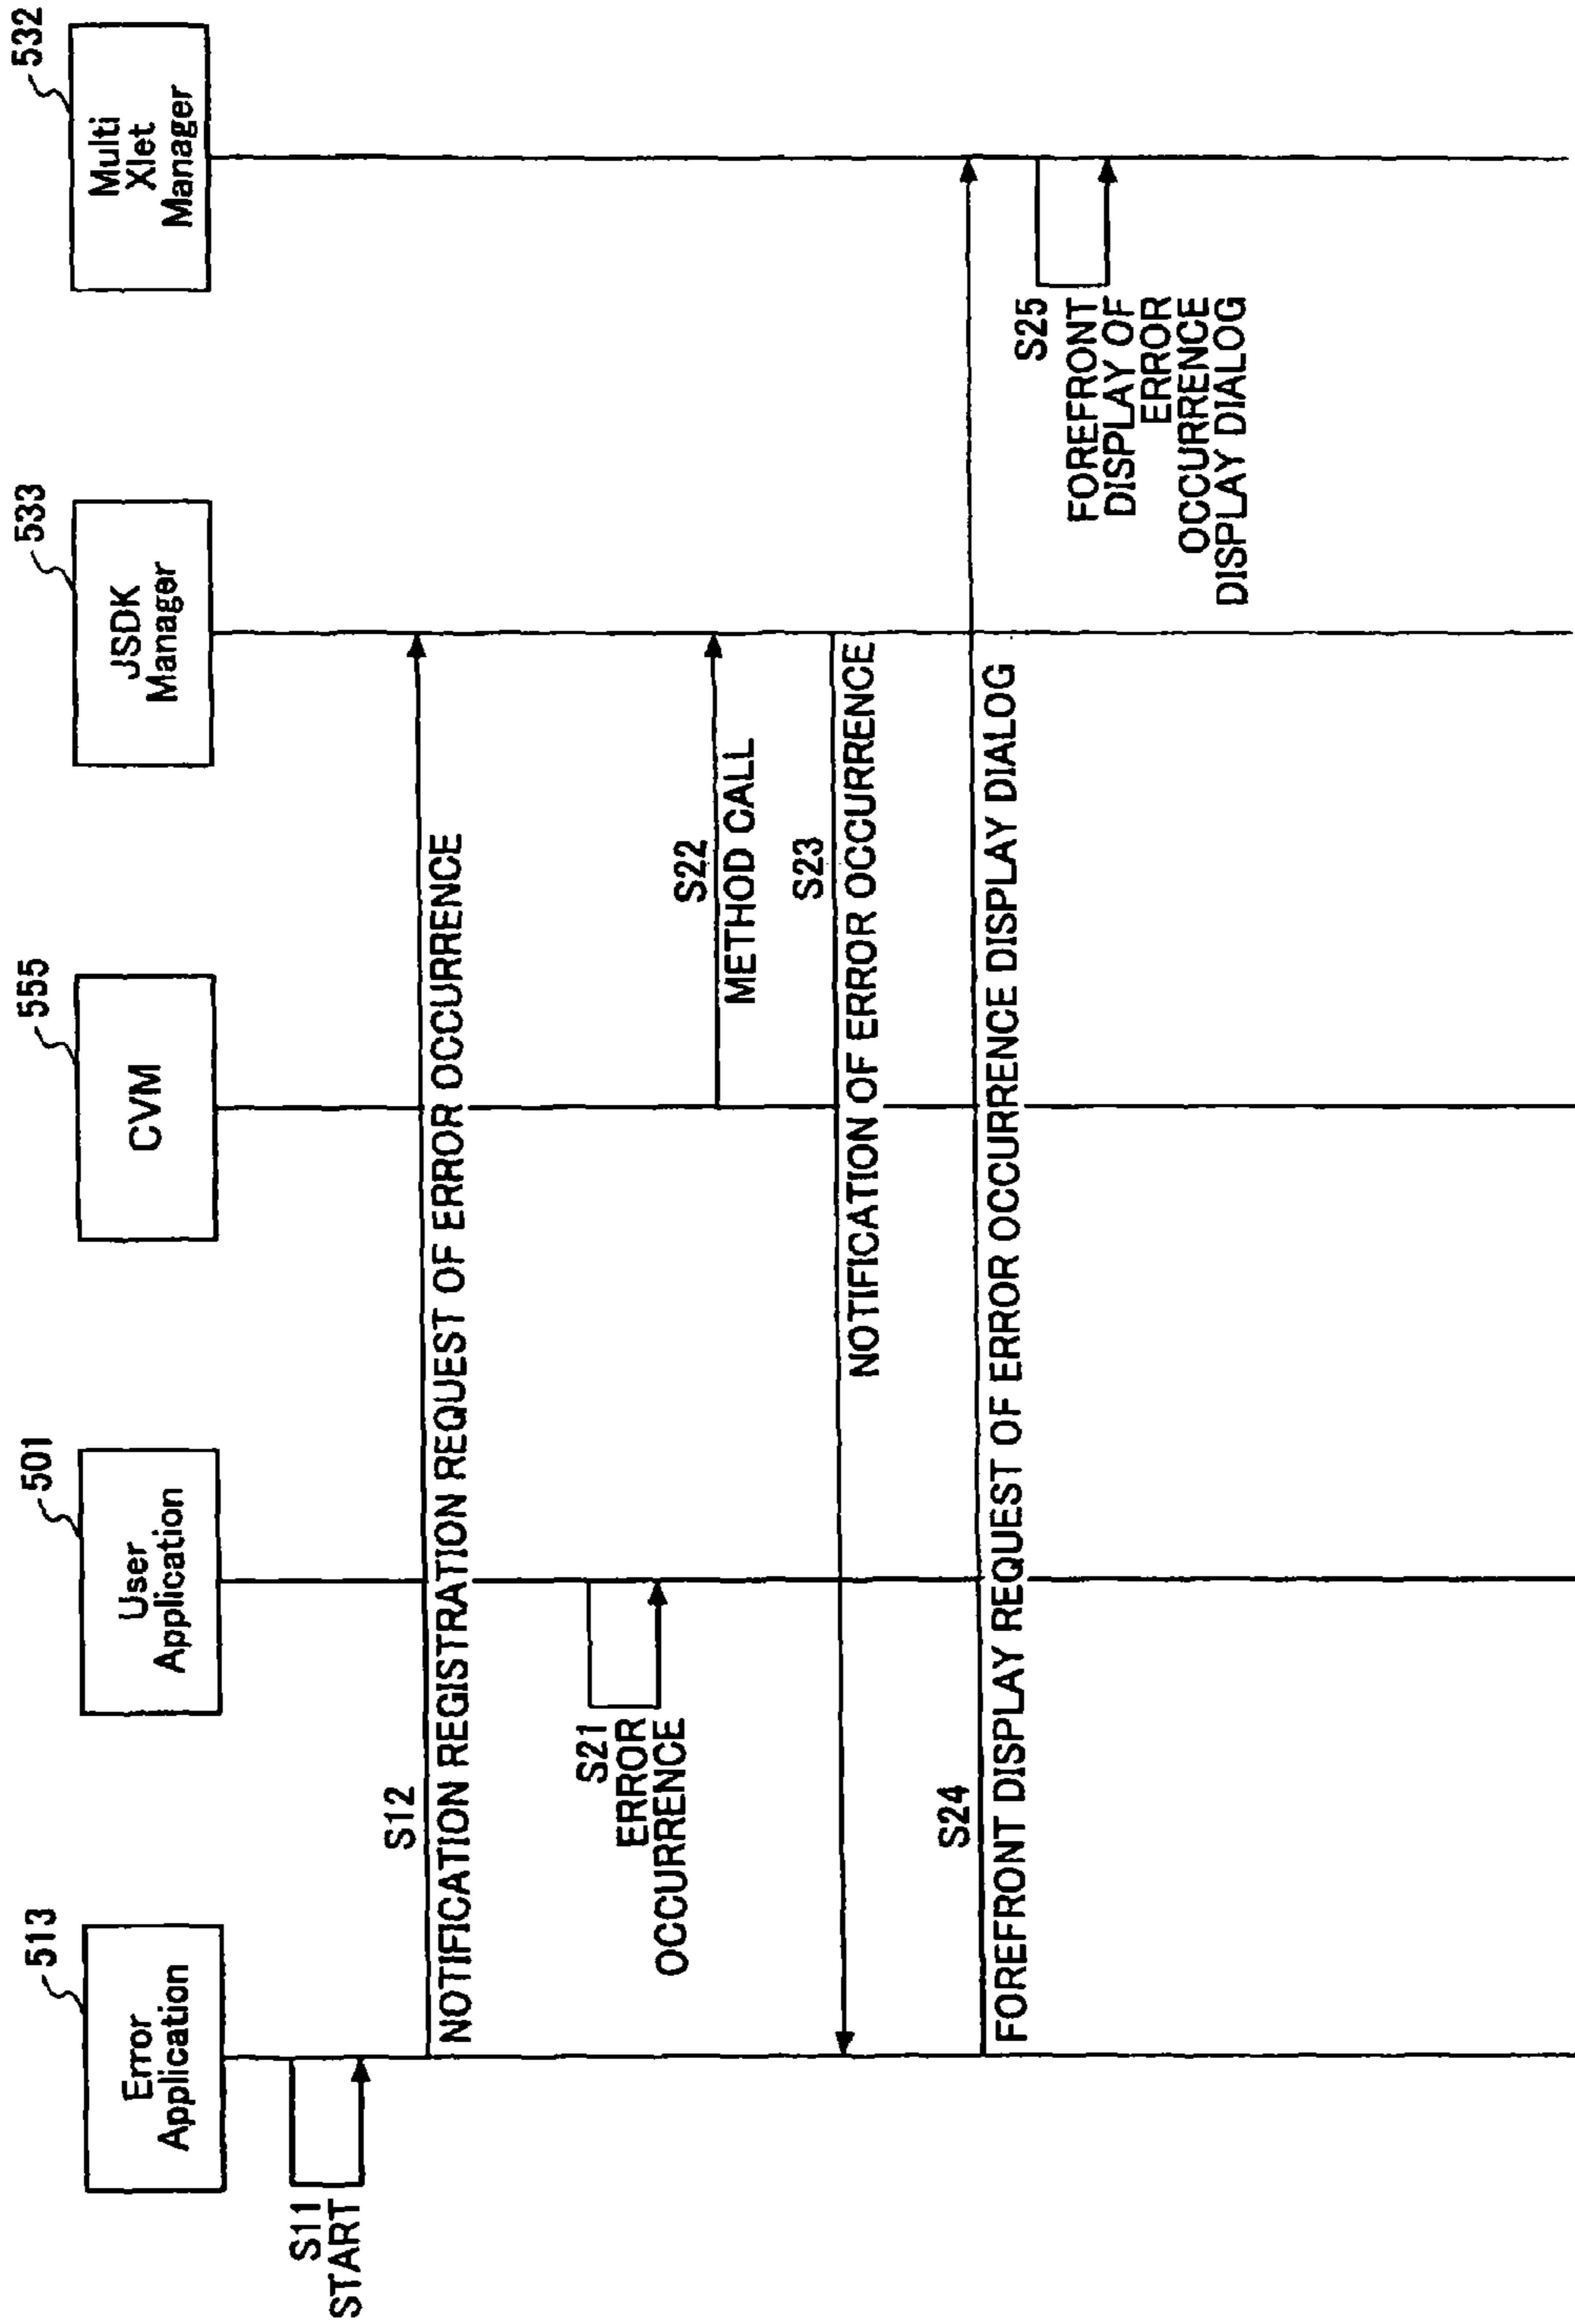 513
Error
Application
501
User
Application
555
CVM
533
JSDK
Manager
532
Multi
Xlet
Manager
S11
START
S12
NOTIFICATION REGISTRATION REQUEST OF ERROR OCCURRENCE
S21
ERROR
OCCURRENCE
S22
METHOD CALL
S23
NOTIFICATION OF ERROR OCCURRENCE
S24
FOREFRONT DISPLAY REQUEST OF ERROR OCCURRENCE DISPLAY DIALOG
S25
FOREFRONT
DISPLAY OF
ERROR
OCCURRENCE
DISPLAY DIALOG